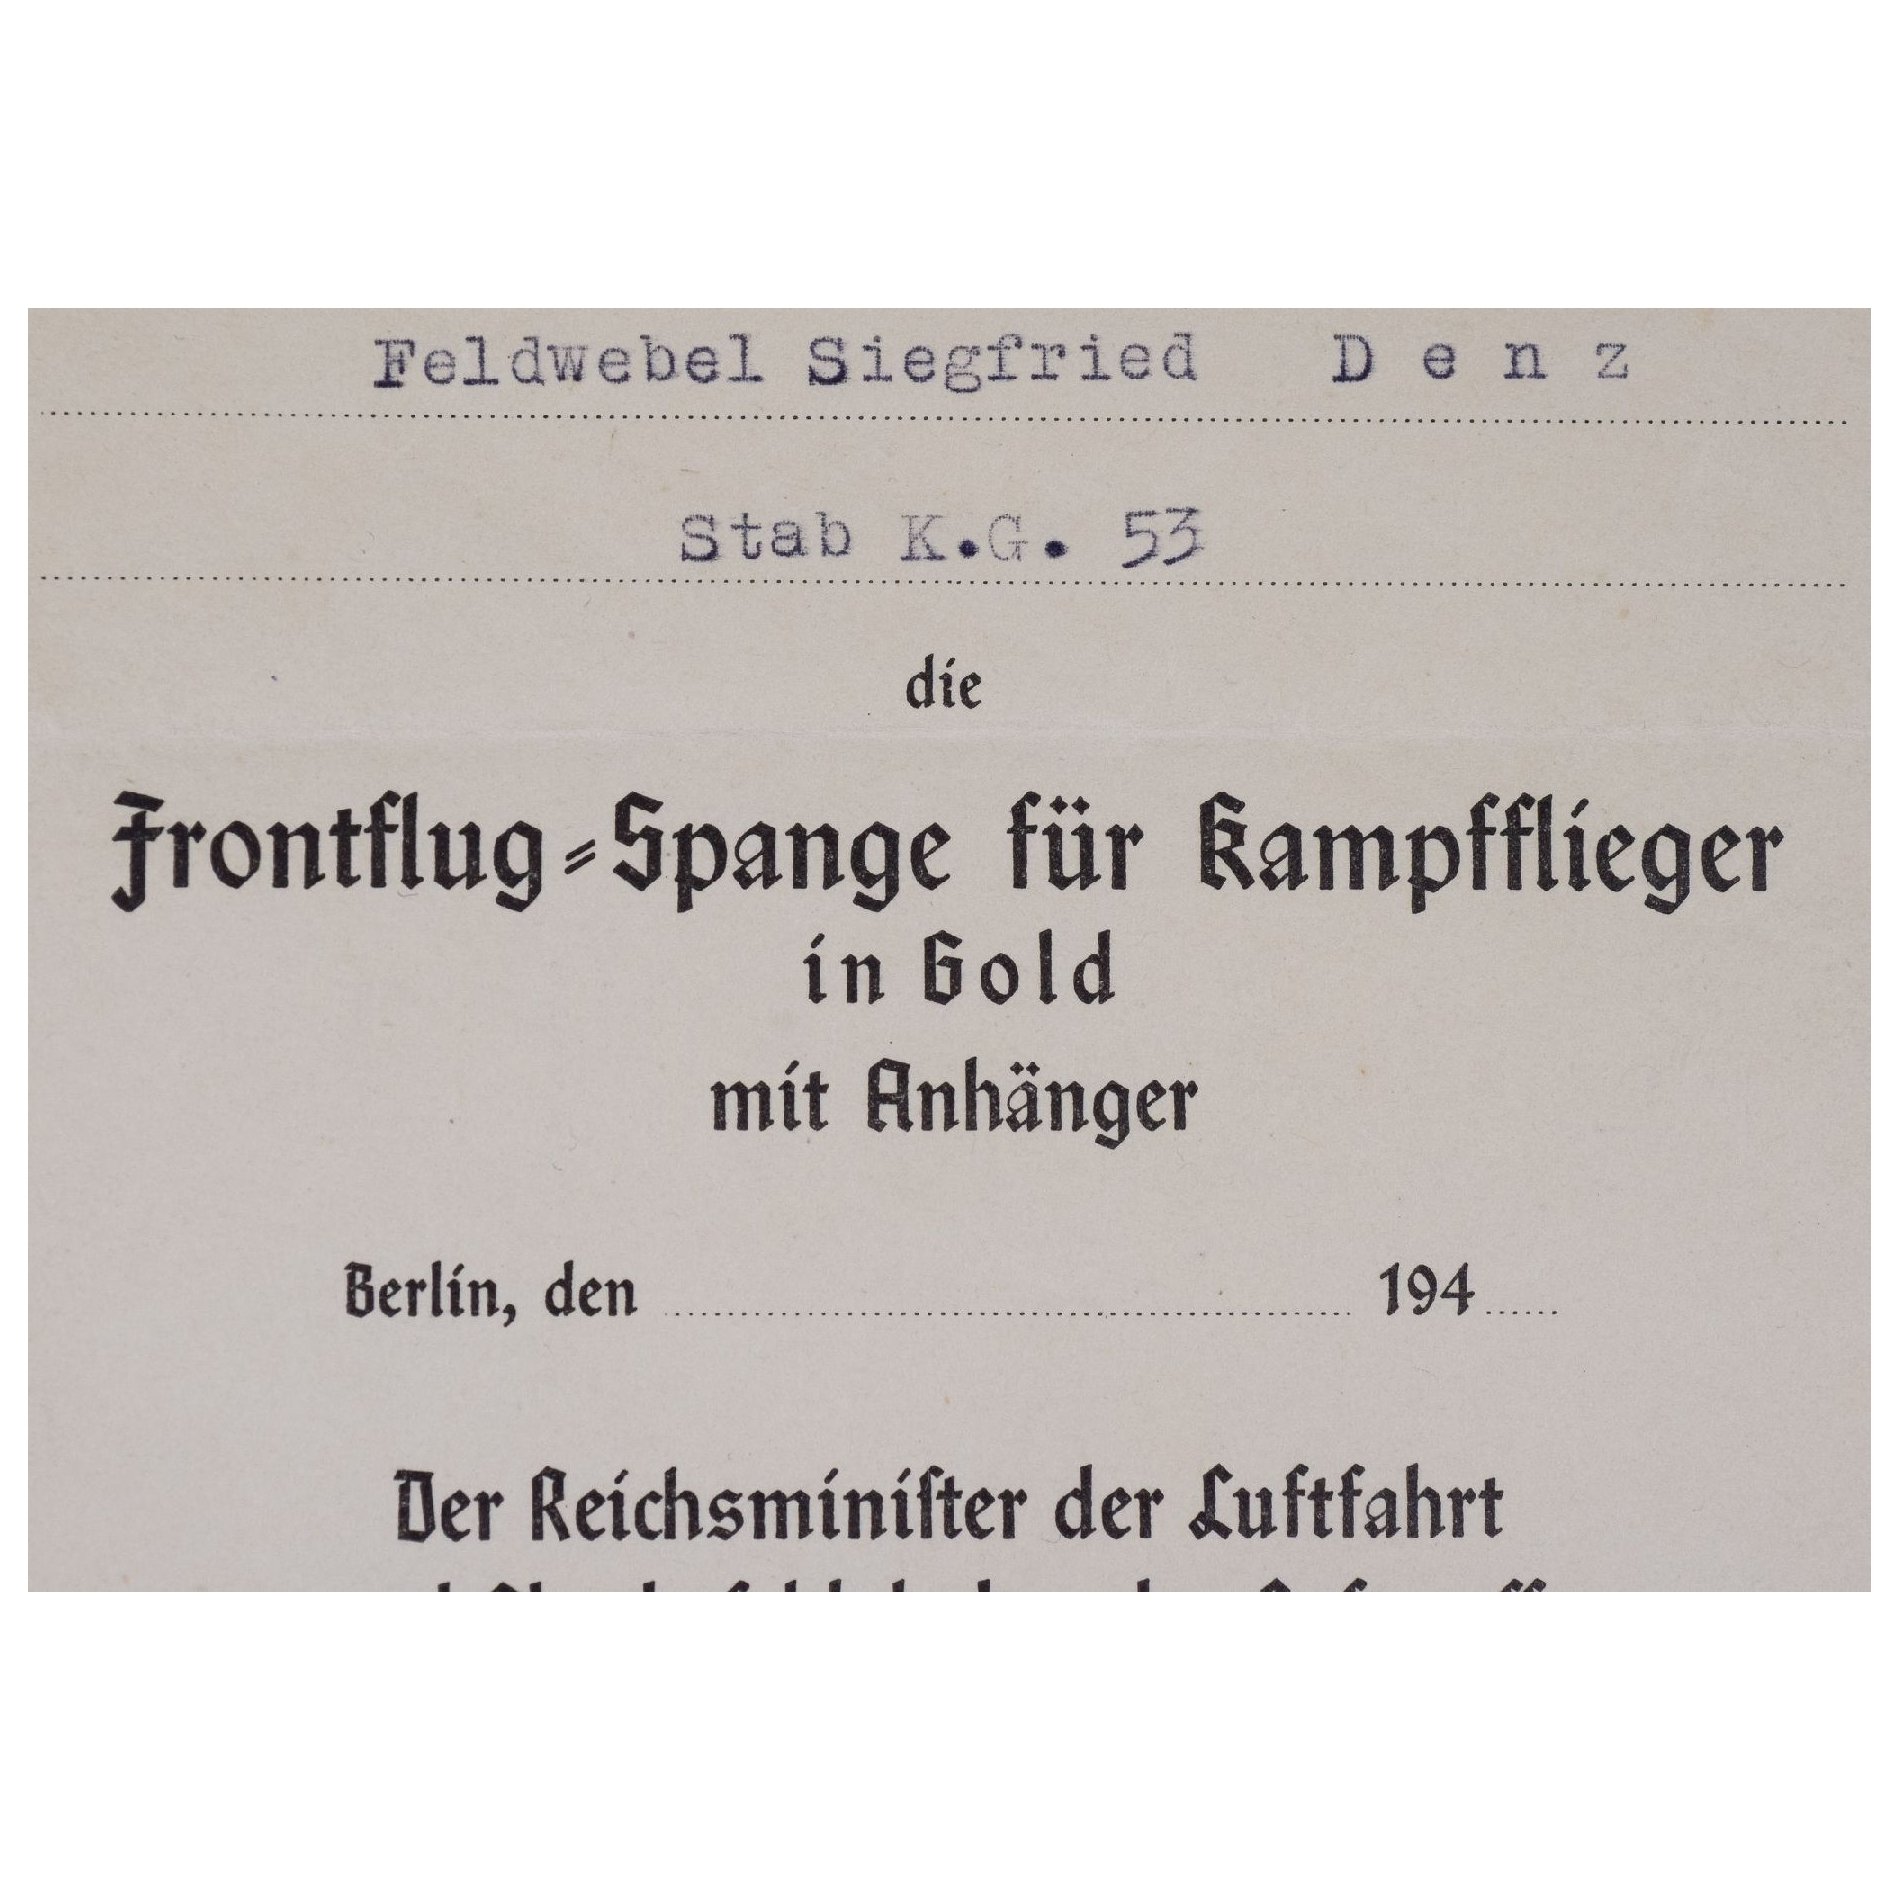 Feldwebel Siegfried D e n z
Stab K.G. 53
die
Frontflug-Spange für Kampfflieger
in Gold
mit Anhänger
Berlin, den 194
Der Reichsminiſter der Luftfahrt